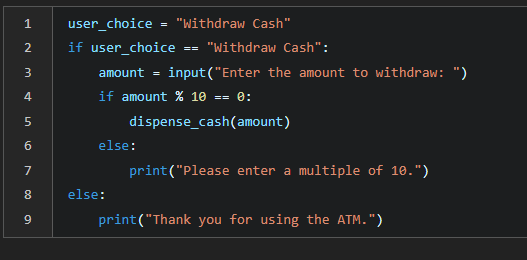 1 user_choice = "Withdraw Cash"
2 if user_choice == "Withdraw Cash":
3     amount = input("Enter the amount to withdraw: ")
4     if amount % 10 == 0:
5         dispense_cash(amount)
6     else:
7         print("Please enter a multiple of 10.")
8 else:
9     print("Thank you for using the ATM.")